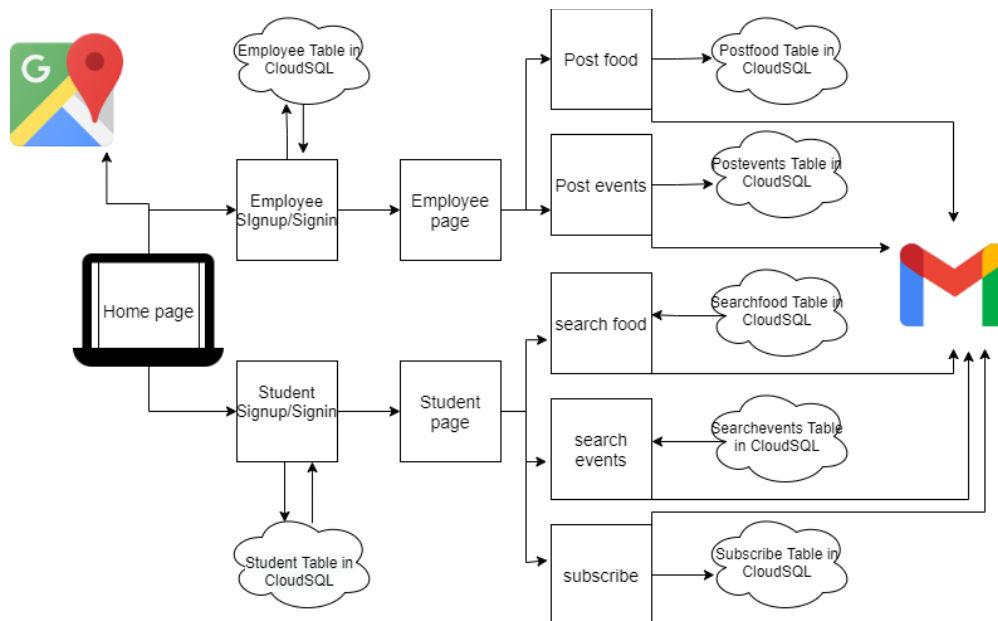 G
Employee Table in
CloudSQL
Post food
Postfood Table in
CloudSQL
Employee
SIgnup/Signin
Employee
page
Post events
Postevents Table in
CloudSQL
Home page
search food
Searchfood Table in
CloudSQL
Student
Signup/Signin
Student
page
search
events
Searchevents Table
in CloudSQL
Student Table in
CloudSQL
subscribe
Subscribe Table in
CloudSQL